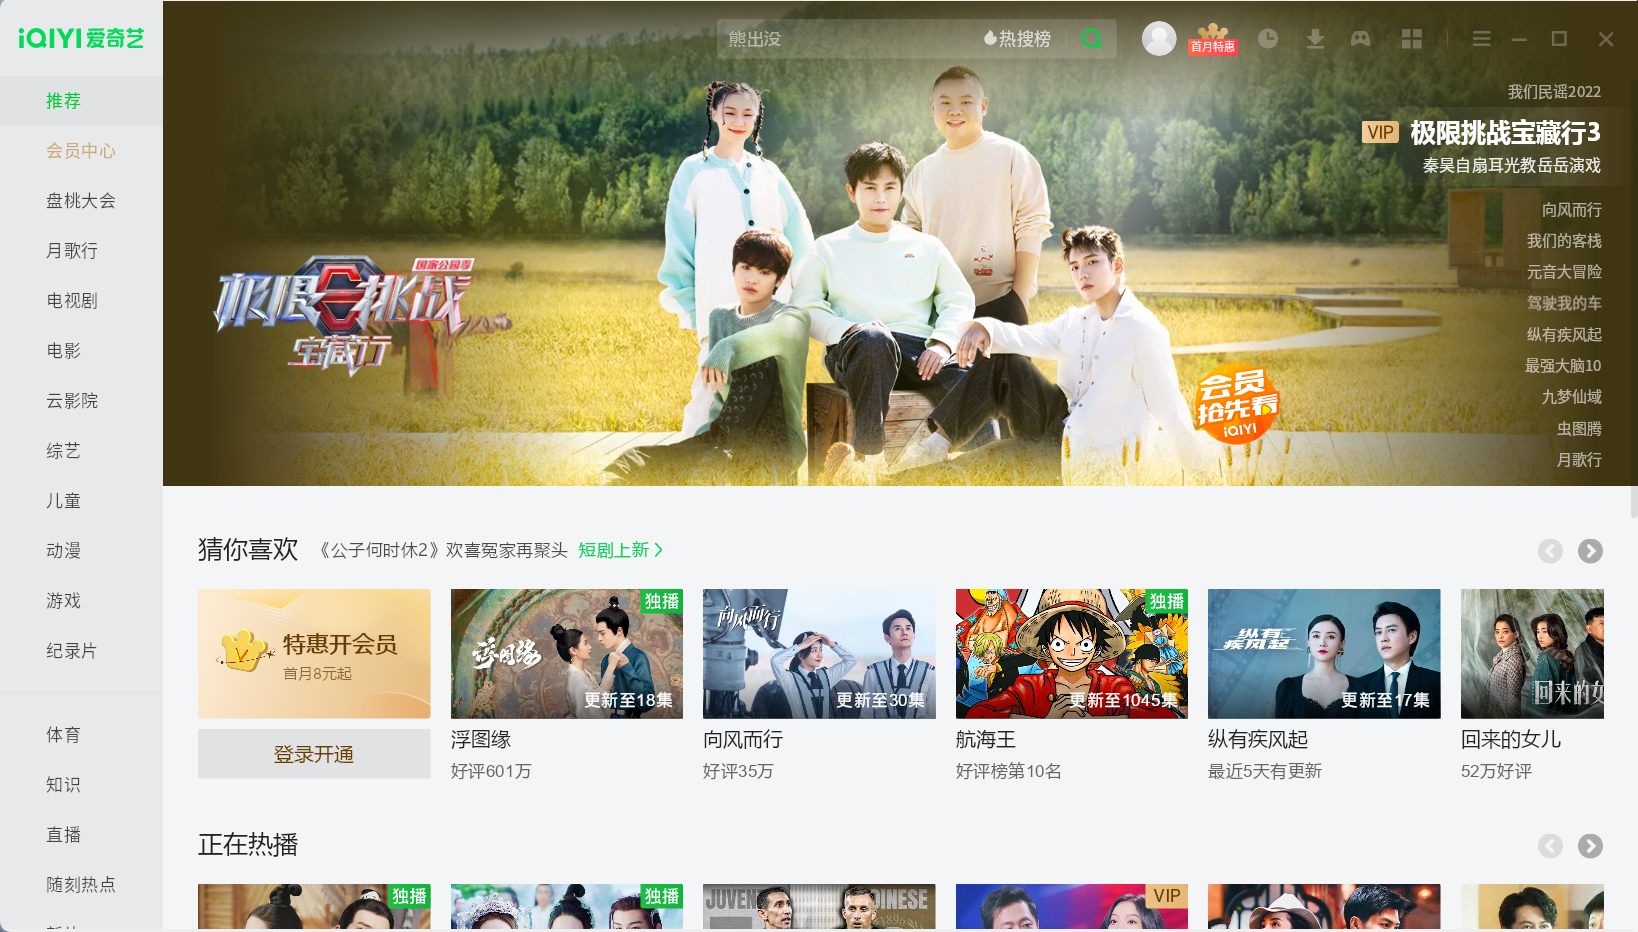 iQIYI 爱奇艺
熊出没
热搜榜
首月特惠
推荐
会员中心
盘桃大会
月歌行
电视剧
电影
云影院
综艺
儿童
动漫
游戏
纪录片
体育
知识
直播
随刻热点
我们民谣2022
VIP 极限挑战宝藏行3
秦昊自扇耳光教岳岳演戏
向风而行
我们的客栈
元音大冒险
驾驶我的车
纵有疾风起
最强大脑10
九梦仙域
虫图腾
月歌行
国家公园季
极限挑战
宝藏行
会员
抢先看
iQIYI
猜你喜欢 《公子何时休2》欢喜冤家再聚头 短剧上新
特惠开会员
首月8元起
登录开通
独播
浮图缘
更新至18集
浮图缘
好评601万
向风而行
更新至30集
向风而行
好评35万
独播
更新至1045集
航海王
好评榜第10名
纵有
疾风起
更新至17集
纵有疾风起
最近5天有更新
回来的女
回来的女儿
52万好评
正在热播
独播
独播
JUVENT
DINESE
1896
VIP